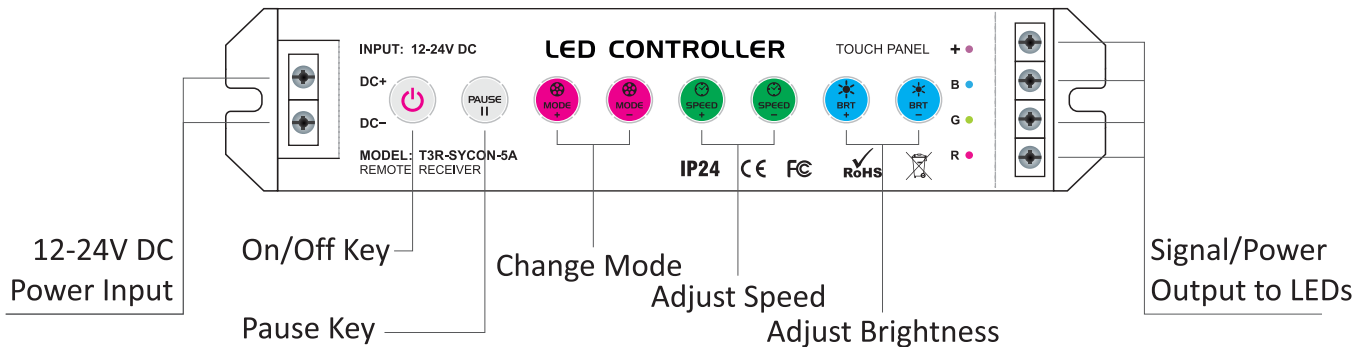 INPUT: 12-24V DC
LED CONTROLLER
TOUCH PANEL
+
DC+
DC−
PAUSE
MODE
+
MODE
−
SPEED
+
SPEED
−
BRT
+
BRT
−
B
G
R
MODEL: T3R-SYCON-5A
REMOTE RECEIVER
IP24 CE FC RoHS
12-24V DC
Power Input
On/Off Key
Pause Key
Change Mode
Adjust Speed
Adjust Brightness
Signal/Power
Output to LEDs